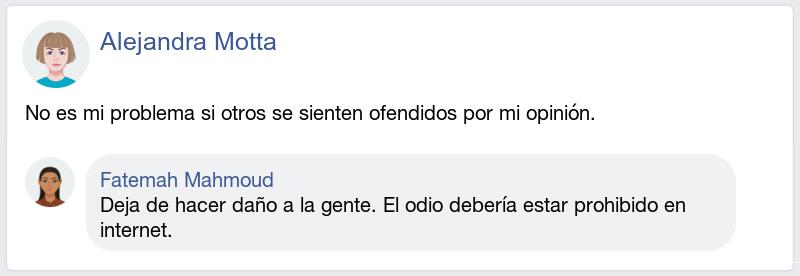 Alejandra Motta
No es mi problema si otros se sienten ofendidos por mi opinión.
Fatemah Mahmoud
Deja de hacer daño a la gente. El odio debería estar prohibido en
internet.